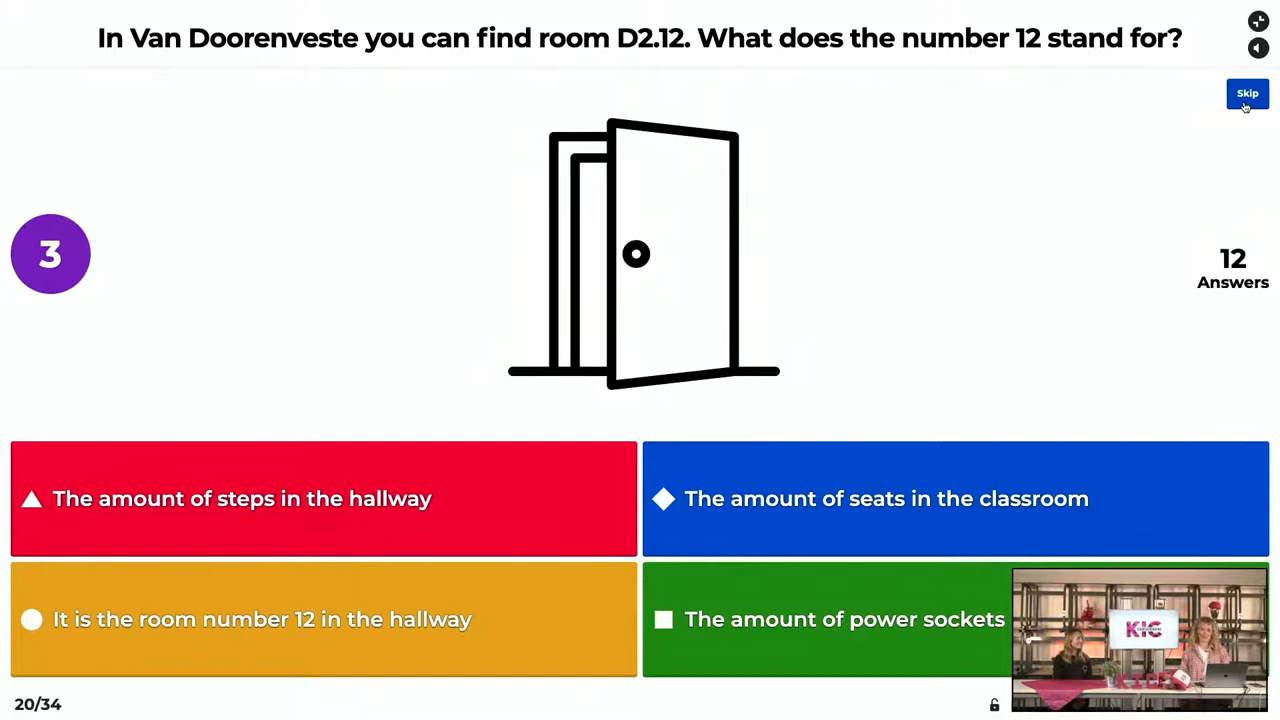 In Van Doorenveste you can find room D2.12. What does the number 12 stand for?
Skip
3
12
Answers
The amount of steps in the hallway
The amount of seats in the classroom
It is the room number 12 in the hallway
The amount of power sockets
KIC
KIC
20/34